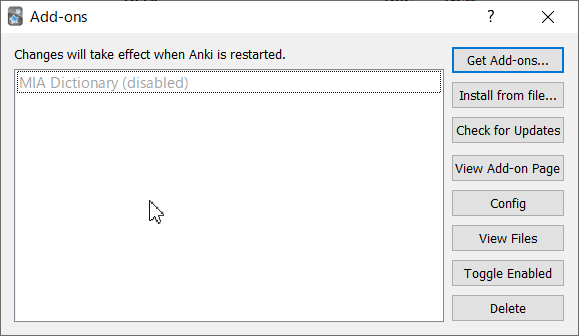 Add-ons
?
Changes will take effect when Anki is restarted.
MIA Dictionary (disabled)
Get Add-ons...
Install from file...
Check for Updates
View Add-on Page
Config
View Files
Toggle Enabled
Delete